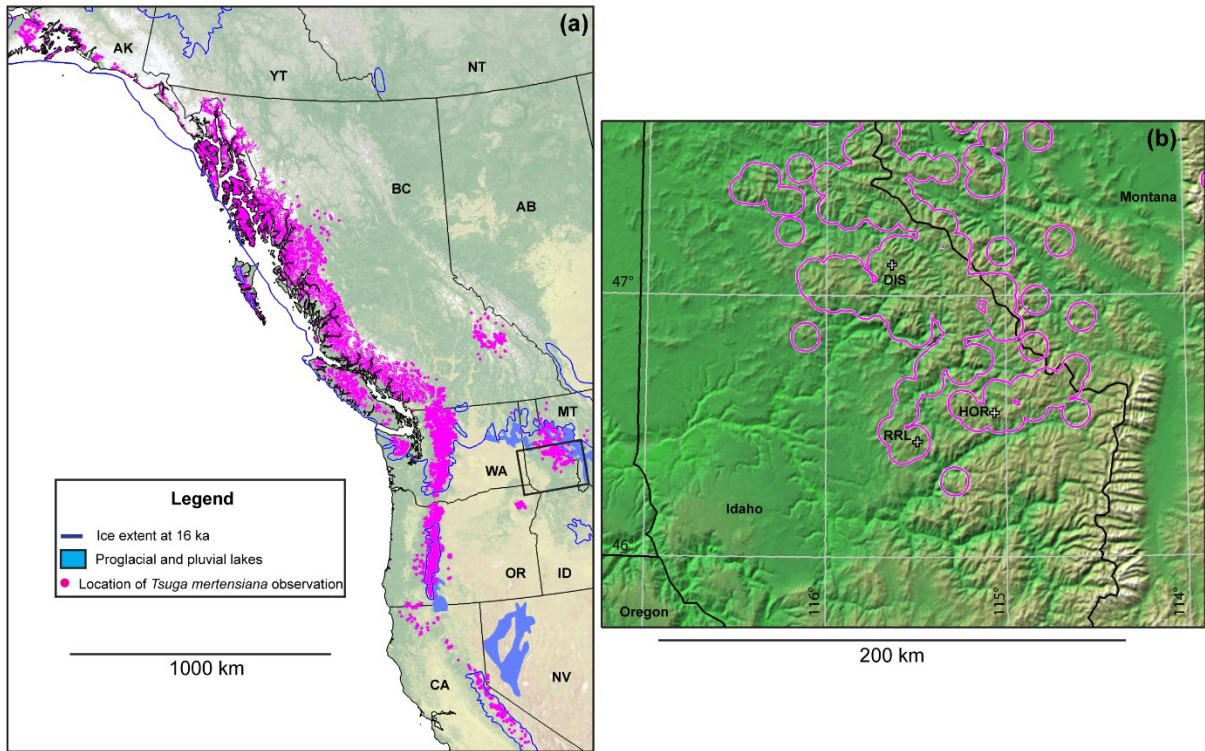 (a)
AK
YT
NT
BC
AB
MT
WA
OR
ID
CA
NV
Legend
Ice extent at 16 ka
Proglacial and pluvial lakes
Location of Tsuga mertensiana observation
1000 km
(b)
Montana
47°
DIS
HOR
RRL
Idaho
46°
Oregon
116°
115°
114°
200 km